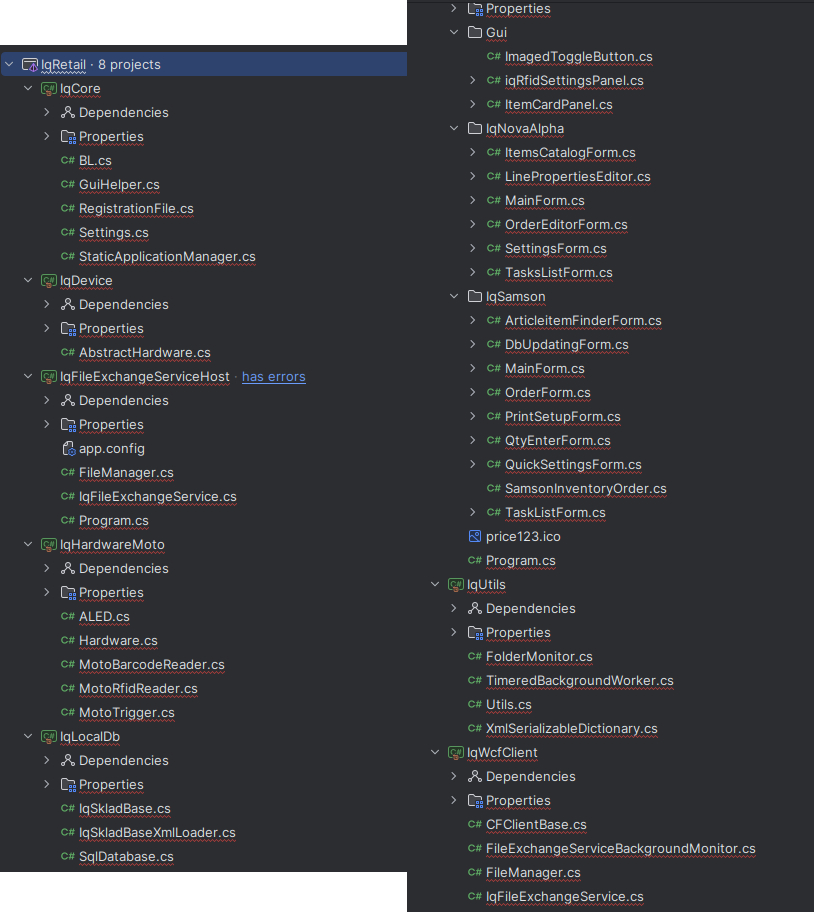 IqRetail · 8 projects
IqCore
Dependencies
Properties
C# BL.cs
C# GuiHelper.cs
C# RegistrationFile.cs
C# Settings.cs
C# StaticApplicationManager.cs
IqDevice
Dependencies
Properties
C# AbstractHardware.cs
IqFileExchangeServiceHost · has errors
Dependencies
Properties
app.config
C# FileManager.cs
C# IqFileExchangeService.cs
C# Program.cs
IqHardwareMoto
Dependencies
Properties
C# ALED.cs
C# Hardware.cs
C# MotoBarcodeReader.cs
C# MotoRfidReader.cs
C# MotoTrigger.cs
IqLocalDb
Dependencies
Properties
C# IqSkladBase.cs
C# IqSkladBaseXmlLoader.cs
C# SqlDatabase.cs
Properties
Gui
C# ImagedToggleButton.cs
C# iqRfidSettingsPanel.cs
C# ItemCardPanel.cs
IqNovaAlpha
C# ItemsCatalogForm.cs
C# LinePropertiesEditor.cs
C# MainForm.cs
C# OrderEditorForm.cs
C# SettingsForm.cs
C# TasksListForm.cs
IqSamson
C# ArticleitemFinderForm.cs
C# DbUpdatingForm.cs
C# MainForm.cs
C# OrderForm.cs
C# PrintSetupForm.cs
C# QtyEnterForm.cs
C# QuickSettingsForm.cs
C# SamsonInventoryOrder.cs
C# TaskListForm.cs
price123.ico
C# Program.cs
IqUtils
Dependencies
Properties
C# FolderMonitor.cs
C# TimeredBackgroundWorker.cs
C# Utils.cs
C# XmlSerializableDictionary.cs
IqWcfClient
Dependencies
Properties
C# CFClientBase.cs
C# FileExchangeServiceBackgroundMonitor.cs
C# FileManager.cs
C# IqFileExchangeService.cs